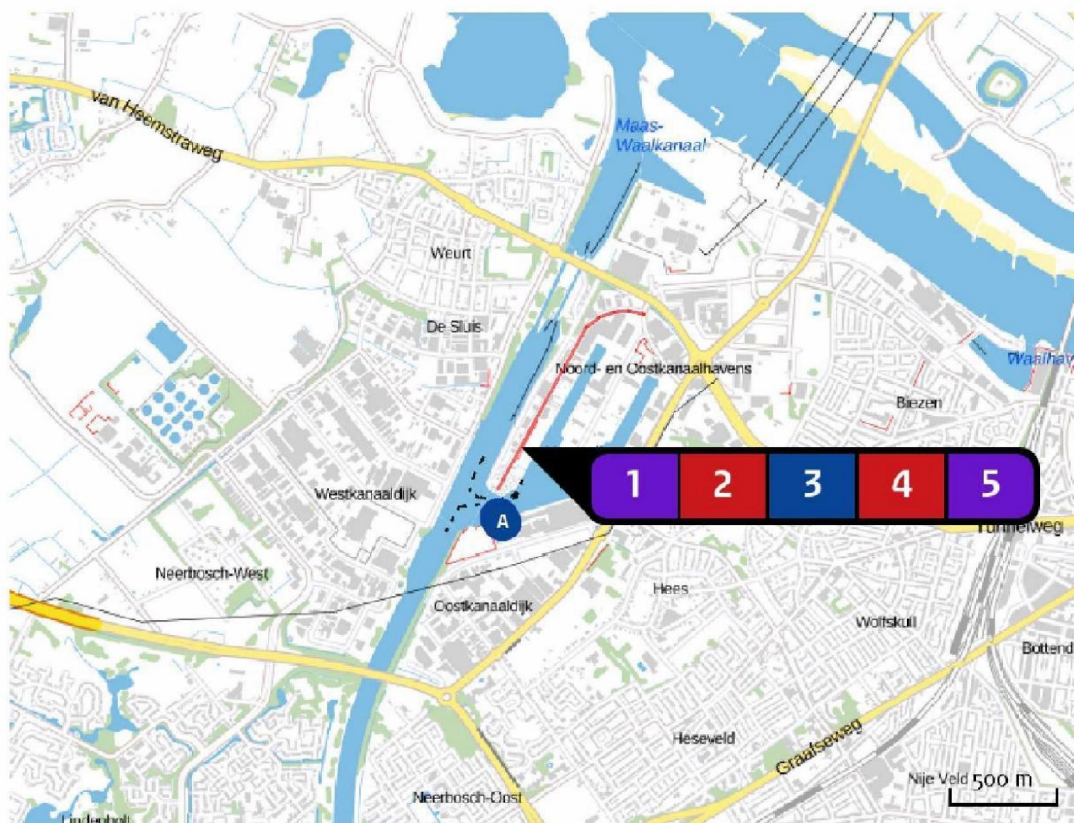 van Heemstraweg
Maas-
Waalkanaal
Weurt
De Sluis
Noord- en Oostkanaalhavens
Waalhav
Biezen
1 2 3 4 5
Westkanaaldijk
A
Tunnelweg
Neerbosch-West
Hees
Oostkanaaldijk
Wolfskuil
Bottend
Heseveld
Graafseweg
Nije Veld
500 m
Neerbosch-Oost
Lindenholt